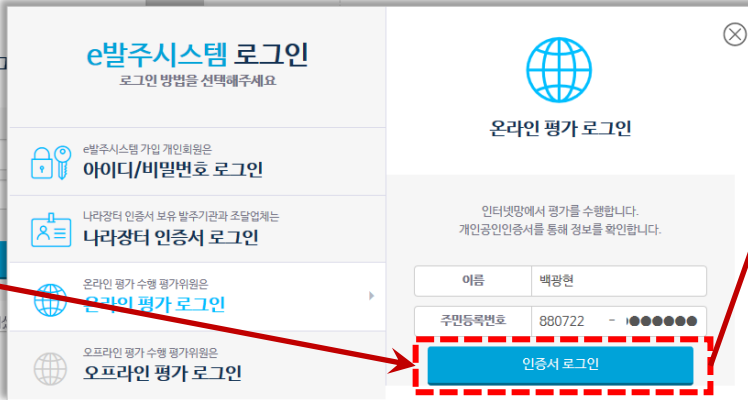 e발주시스템 로그인
로그인 방법을 선택해주세요
e발주시스템 가입 개인회원은
아이디/비밀번호 로그인
나라장터 인증서 보유 발주기관과 조달업체는
나라장터 인증서 로그인
온라인 평가 수행 평가위원은
온라인 평가 로그인
오프라인 평가 수행 평가위원은
오프라인 평가 로그인
온라인 평가 로그인
인터넷망에서 평가를 수행합니다.
개인공인인증서를 통해 정보를 확인합니다.
이름 백광현
주민등록번호 880722 - ●●●●●●
인증서 로그인